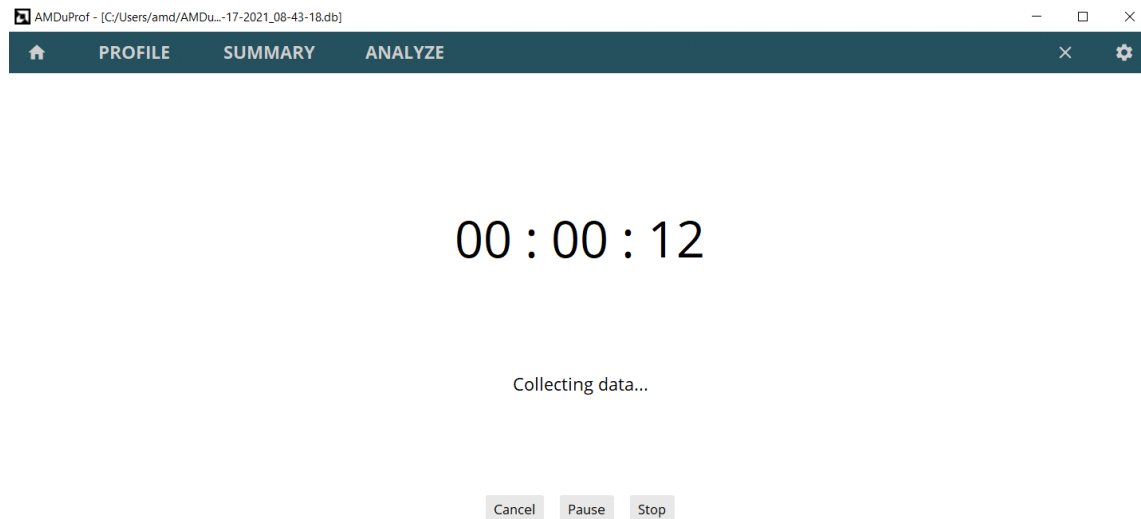 AMDuProf - [C:/Users/amd/AMDu...-17-2021_08-43-18.db]
PROFILE SUMMARY ANALYZE
00 : 00 : 12
Collecting data...
Cancel Pause Stop